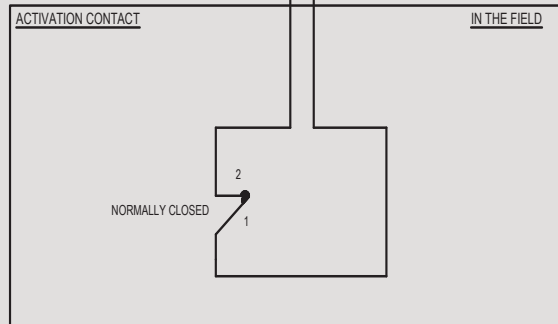 ACTIVATION CONTACT
IN THE FIELD
2
NORMALLY CLOSED
1